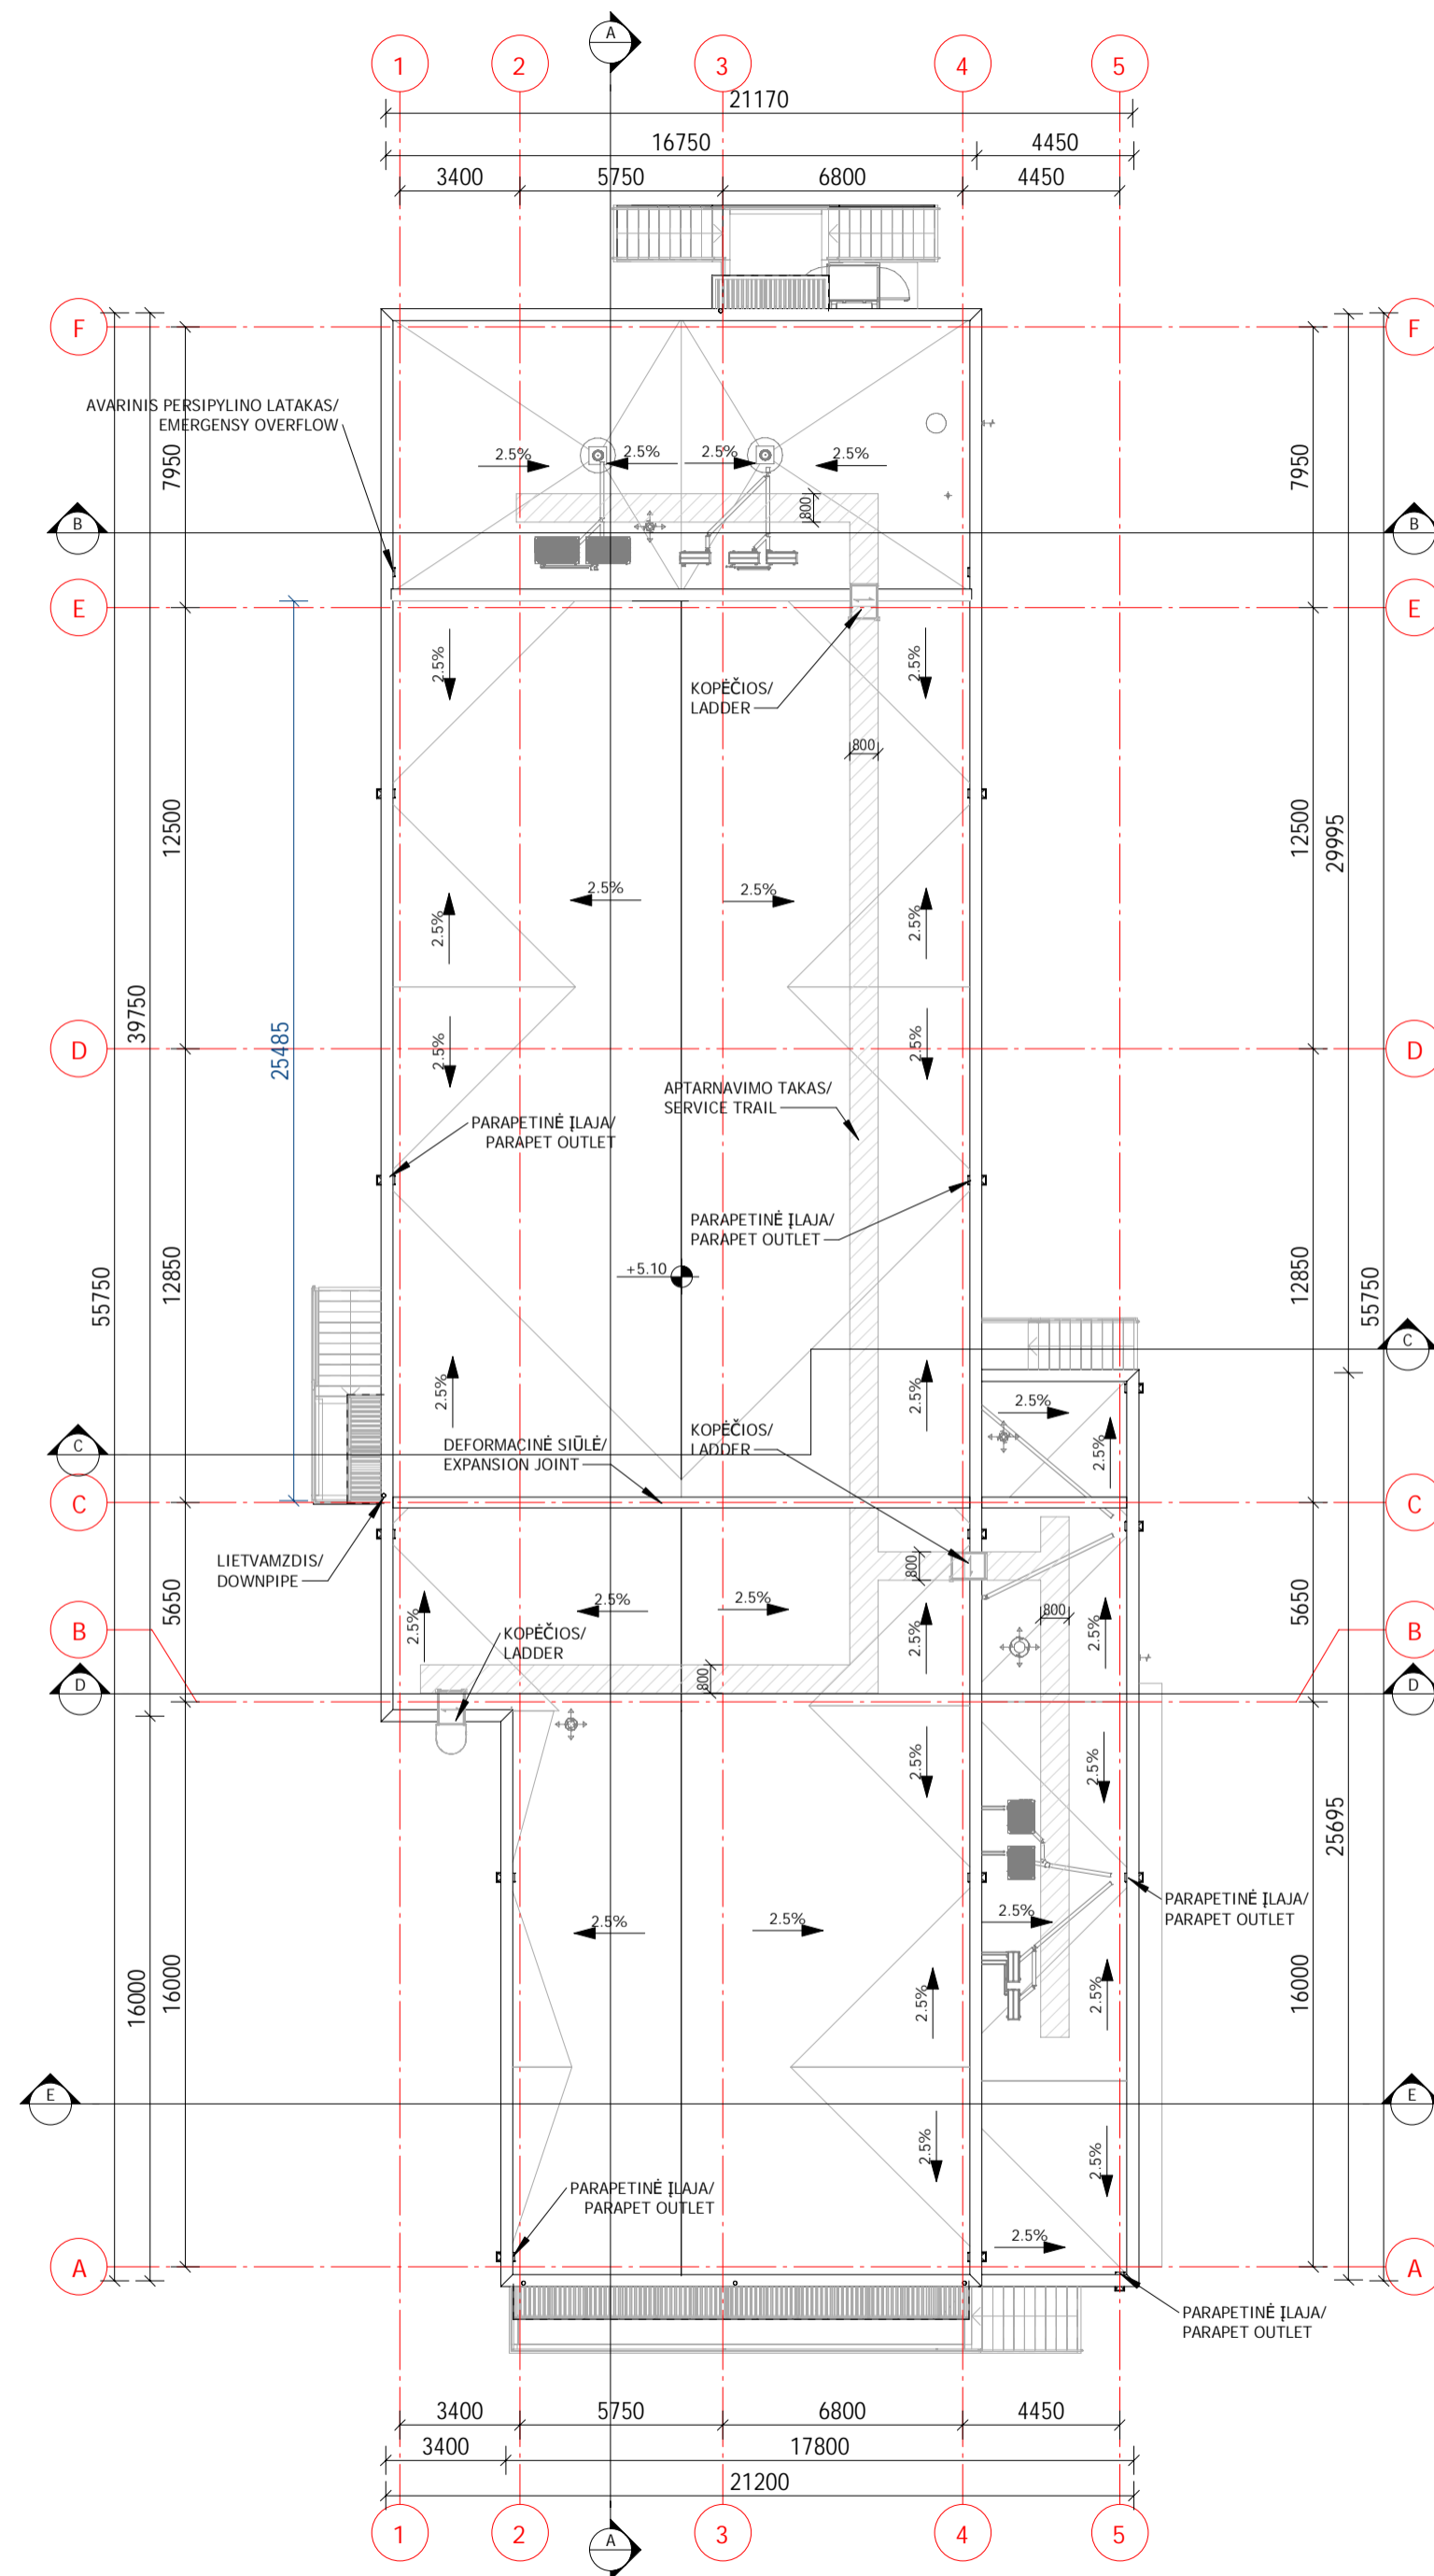 A
1 2 3 4 5
21170
16750 4450
3400 5750 6800 4450
F F
AVARINIS PERSIPYLINO LATAKAS/
EMERGENSY OVERFLOW
7950 7950
2.5% 2.5% 2.5% 2.5%
800
B B
E E
2.5% 2.5%
KOPĖČIOS/
LADDER
800
12500 12500
29995
2.5% 2.5%
2.5% 2.5%
39750
25485
D D
2.5% 2.5%
APTARNAVIMO TAKAS/
SERVICE TRAIL
PARAPETINĖ ĮLAJA/
PARAPET OUTLET
PARAPETINĖ ĮLAJA/
PARAPET OUTLET
+5.10
12850 12850
55750 55750
C
2.5% 2.5%
2.5%
KOPĖČIOS/
LADDER
DEFORMACINĖ SIŪLĖ/
EXPANSION JOINT
C
2.5%
C C
LIETVAMZDIS/
DOWNPIPE
800
5650 5650
2.5% 2.5%
800
2.5% 2.5% 2.5%
B B
KOPĖČIOS/
LADDER
800
D D
2.5% 2.5%
25695
PARAPETINĖ ĮLAJA/
PARAPET OUTLET
2.5% 2.5% 2.5%
16000 16000 16000
2.5% 2.5%
E E
2.5% 2.5%
PARAPETINĖ ĮLAJA/
PARAPET OUTLET
2.5%
A A
PARAPETINĖ ĮLAJA/
PARAPET OUTLET
3400 5750 6800 4450
3400 17800
21200
1 2 3 4 5
A